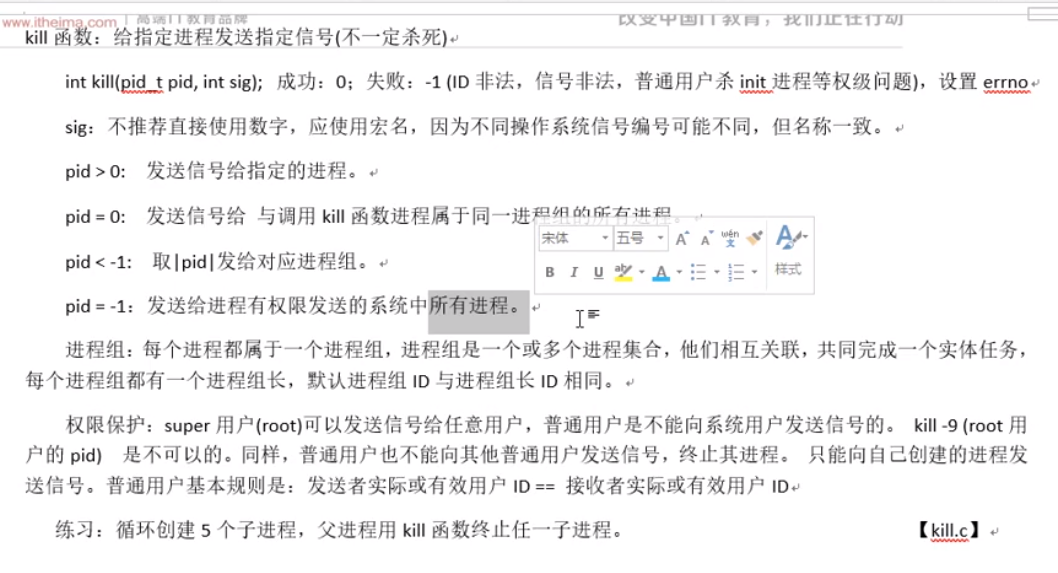 www.itheima.com | 高端IT教育品牌 改变中国IT教育，我们正在行动
kill 函数：给指定进程发送指定信号(不一定杀死)
int kill(pid_t pid, int sig); 成功：0；失败：-1 (ID 非法，信号非法，普通用户杀 init 进程等权级问题)，设置 errno
sig：不推荐直接使用数字，应使用宏名，因为不同操作系统信号编号可能不同，但名称一致。
pid > 0: 发送信号给指定的进程。
pid = 0: 发送信号给 与调用 kill 函数进程属于同一进程组的所有进程。
宋体 五号 wén 文 样式
pid < -1: 取|pid|发给对应进程组。
B I U ab A
pid = -1：发送给进程有权限发送的系统中所有进程。
进程组：每个进程都属于一个进程组，进程组是一个或多个进程集合，他们相互关联，共同完成一个实体任务，
每个进程组都有一个进程组长，默认进程组 ID 与进程组长 ID 相同。
权限保护：super 用户(root)可以发送信号给任意用户，普通用户是不能向系统用户发送信号的。 kill -9 (root 用
户的 pid) 是不可以的。同样，普通用户也不能向其他普通用户发送信号，终止其进程。 只能向自己创建的进程发
送信号。普通用户基本规则是：发送者实际或有效用户 ID == 接收者实际或有效用户 ID
练习：循环创建 5 个子进程，父进程用 kill 函数终止任一子进程。 【kill.c】